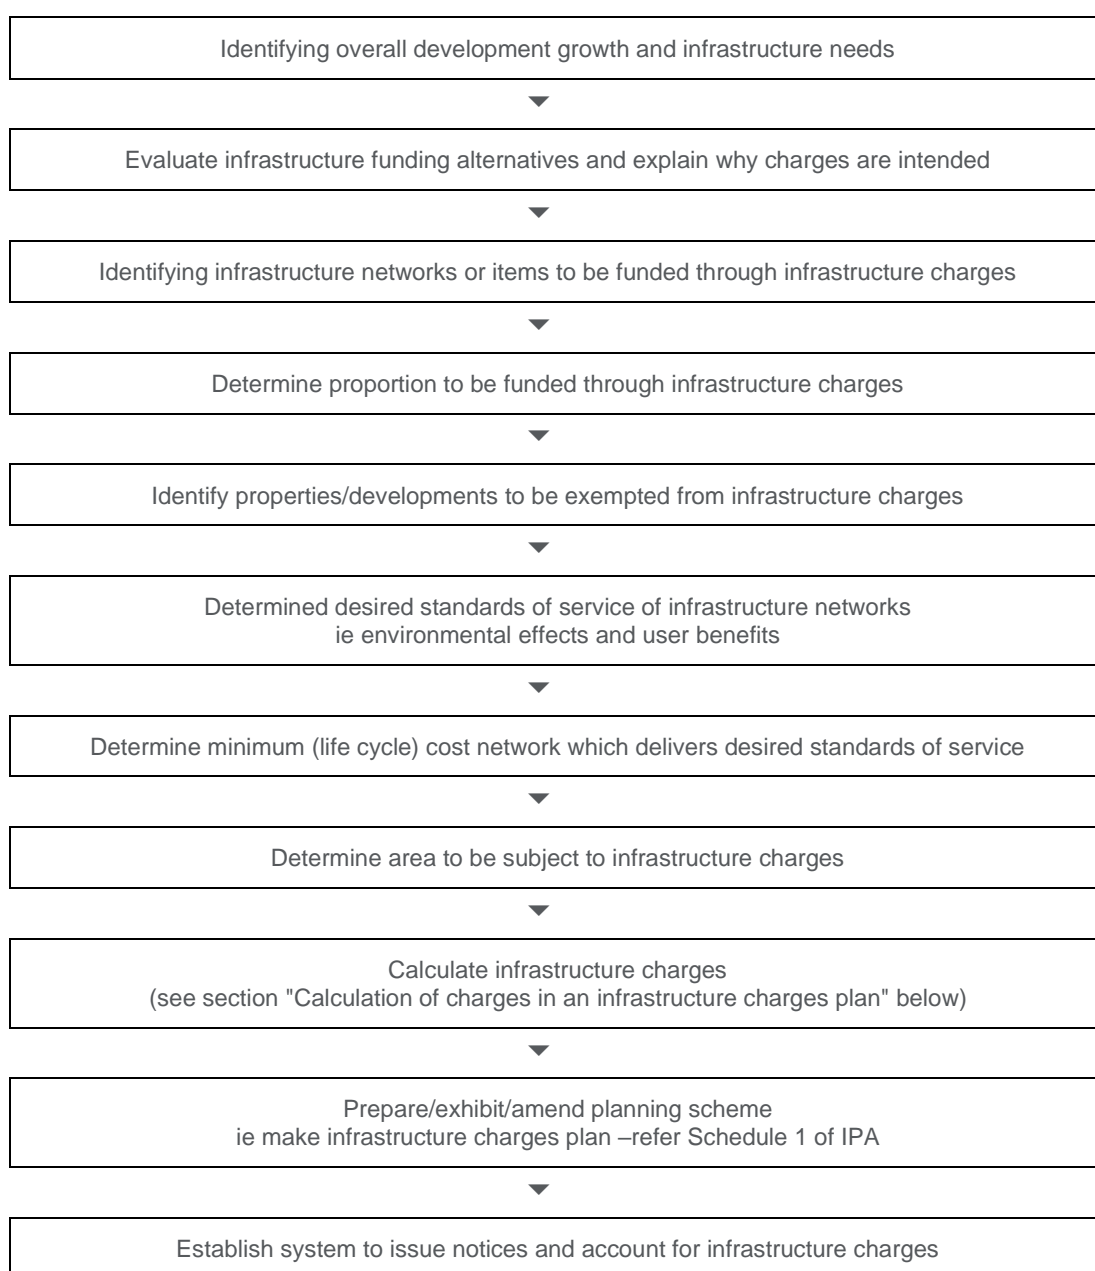 Identifying overall development growth and infrastructure needs
Evaluate infrastructure funding alternatives and explain why charges are intended
Identifying infrastructure networks or items to be funded through infrastructure charges
Determine proportion to be funded through infrastructure charges
Identify properties/developments to be exempted from infrastructure charges
Determined desired standards of service of infrastructure networks
ie environmental effects and user benefits
Determine minimum (life cycle) cost network which delivers desired standards of service
Determine area to be subject to infrastructure charges
Calculate infrastructure charges
(see section "Calculation of charges in an infrastructure charges plan" below)
Prepare/exhibit/amend planning scheme
ie make infrastructure charges plan –refer Schedule 1 of IPA
Establish system to issue notices and account for infrastructure charges